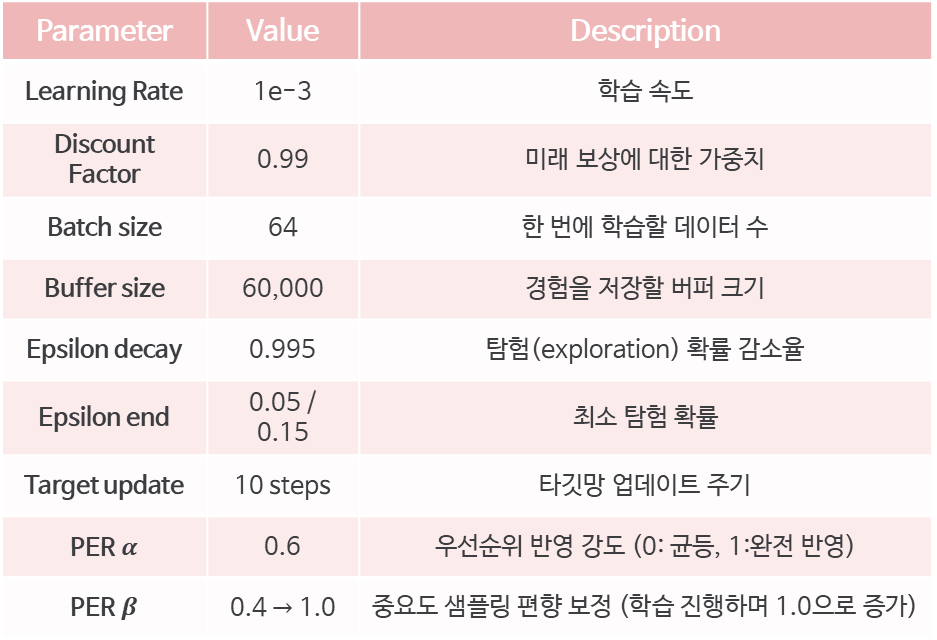 Parameter Value Description
Learning Rate 1e-3 학습 속도
Discount
Factor 0.99 미래 보상에 대한 가중치
Batch size 64 한 번에 학습할 데이터 수
Buffer size 60,000 경험을 저장할 버퍼 크기
Epsilon decay 0.995 탐험(exploration) 확률 감소율
Epsilon end 0.05 /
0.15 최소 탐험 확률
Target update 10 steps 타깃망 업데이트 주기
PER α 0.6 우선순위 반영 강도 (0: 균등, 1:완전 반영)
PER β 0.4 → 1.0 중요도 샘플링 편향 보정 (학습 진행하며 1.0으로 증가)